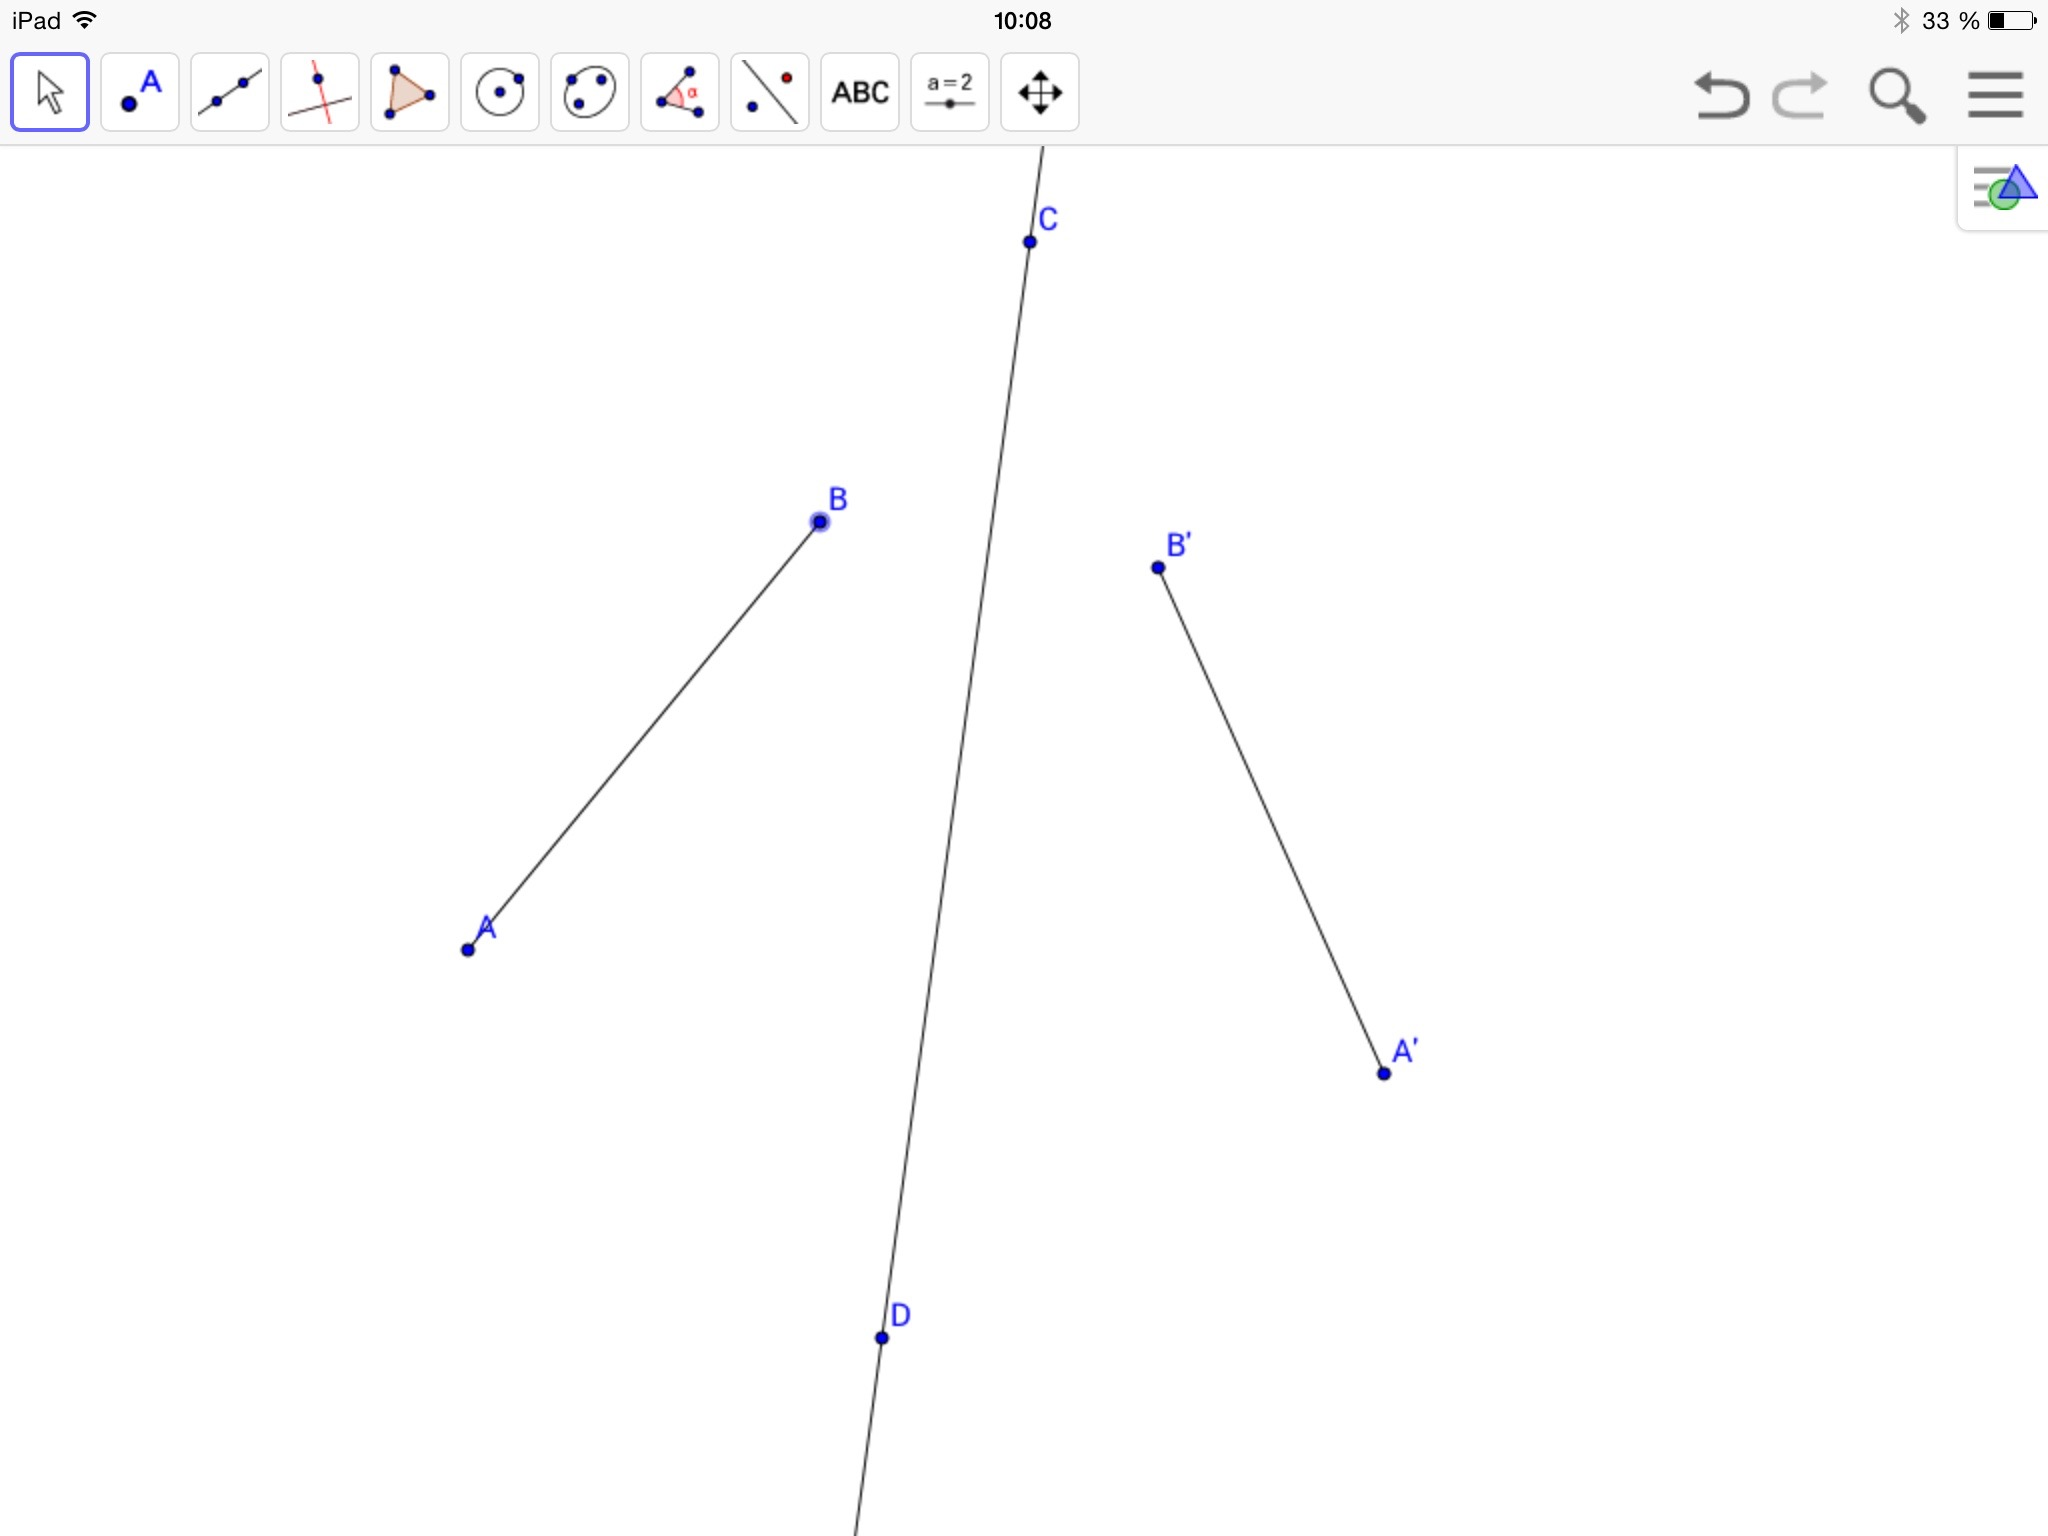 iPad 10:08 33 %
A α ABC a=2
C
B
B'
A
A'
D